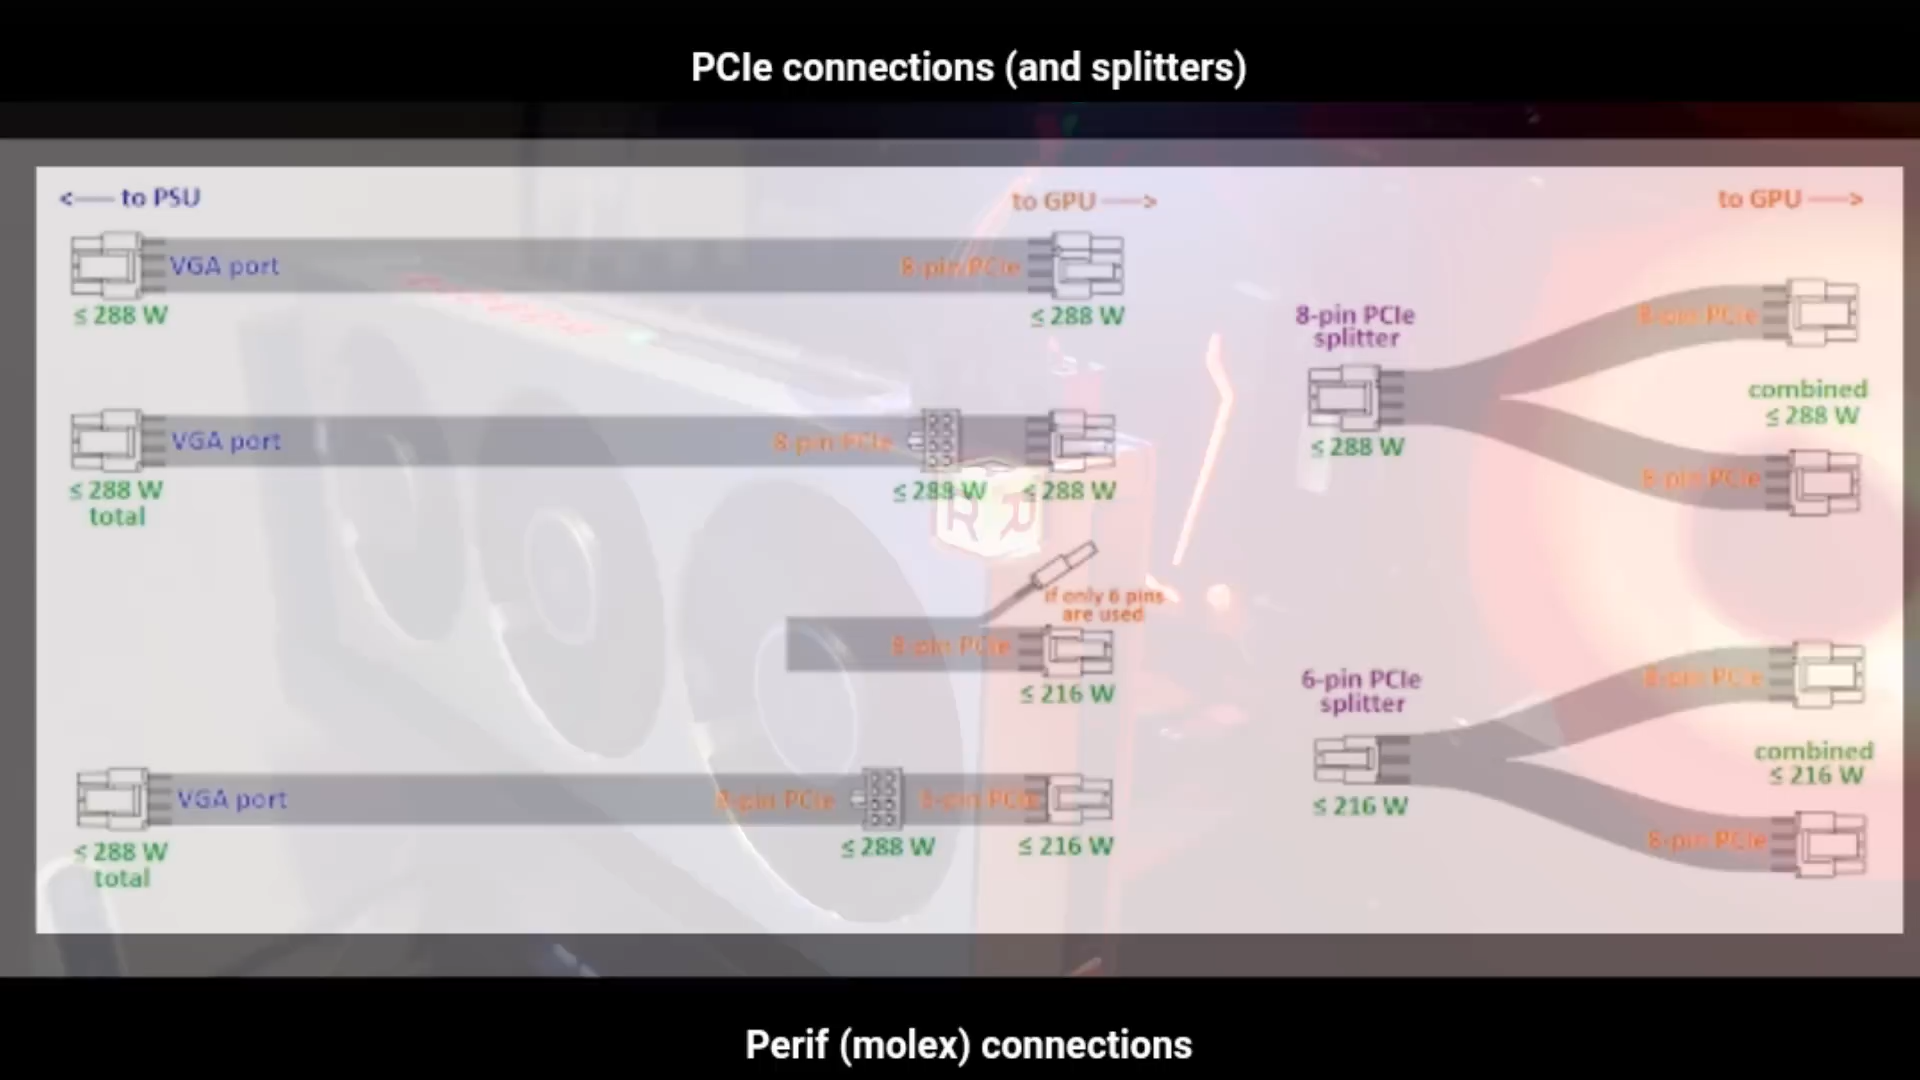 PCIe connections (and splitters)
<—— to PSU
to GPU ——>
to GPU ——>
VGA port
8-pin PCIe
≤ 288 W
≤ 288 W
8-pin PCIe
splitter
8-pin PCIe
combined
≤ 288 W
≤ 288 W
8-pin PCIe
VGA port
8-pin PCIe
≤ 288 W
total
≤ 288 W
≤ 288 W
if only 6 pins
are used
8-pin PCIe
≤ 216 W
6-pin PCIe
splitter
8-pin PCIe
combined
≤ 216 W
≤ 216 W
8-pin PCIe
VGA port
8-pin PCIe
≤ 288 W
total
≤ 288 W
≤ 216 W
Perif (molex) connections